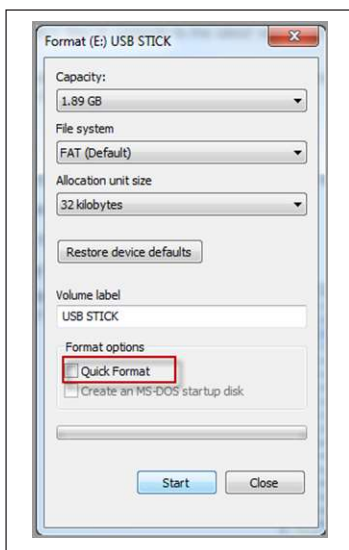 Format (E:) USB STICK
Capacity:
1.89 GB
File system
FAT (Default)
Allocation unit size
32 kilobytes
Restore device defaults
Volume label
USB STICK
Format options
Quick Format
Create an MS-DOS startup disk
Start
Close